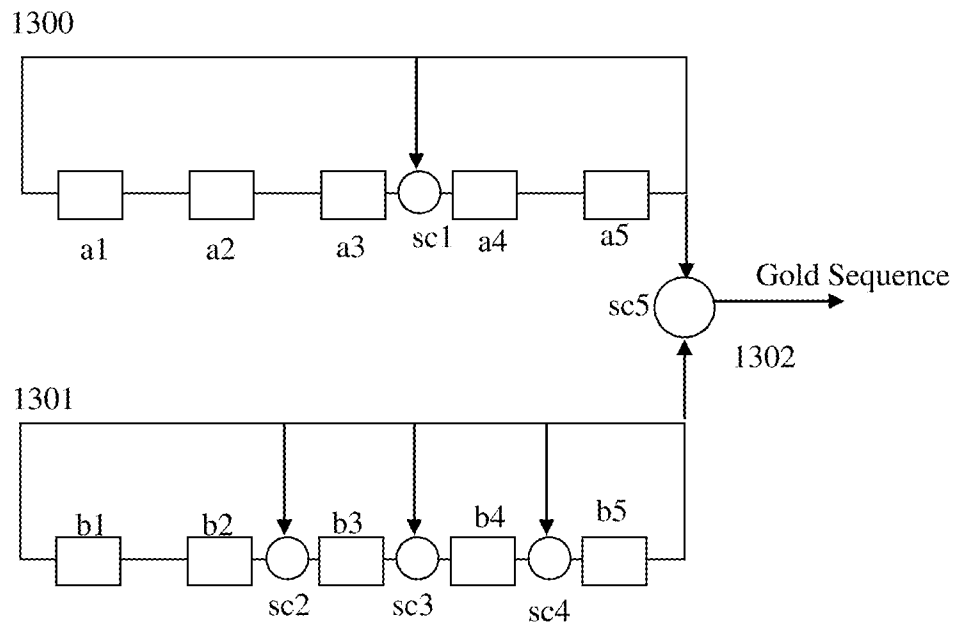 1300
a1
a2
a3
sc1
a4
a5
sc5
Gold Sequence
1302
1301
b1
b2
b3
b4
b5
sc2
sc3
sc4